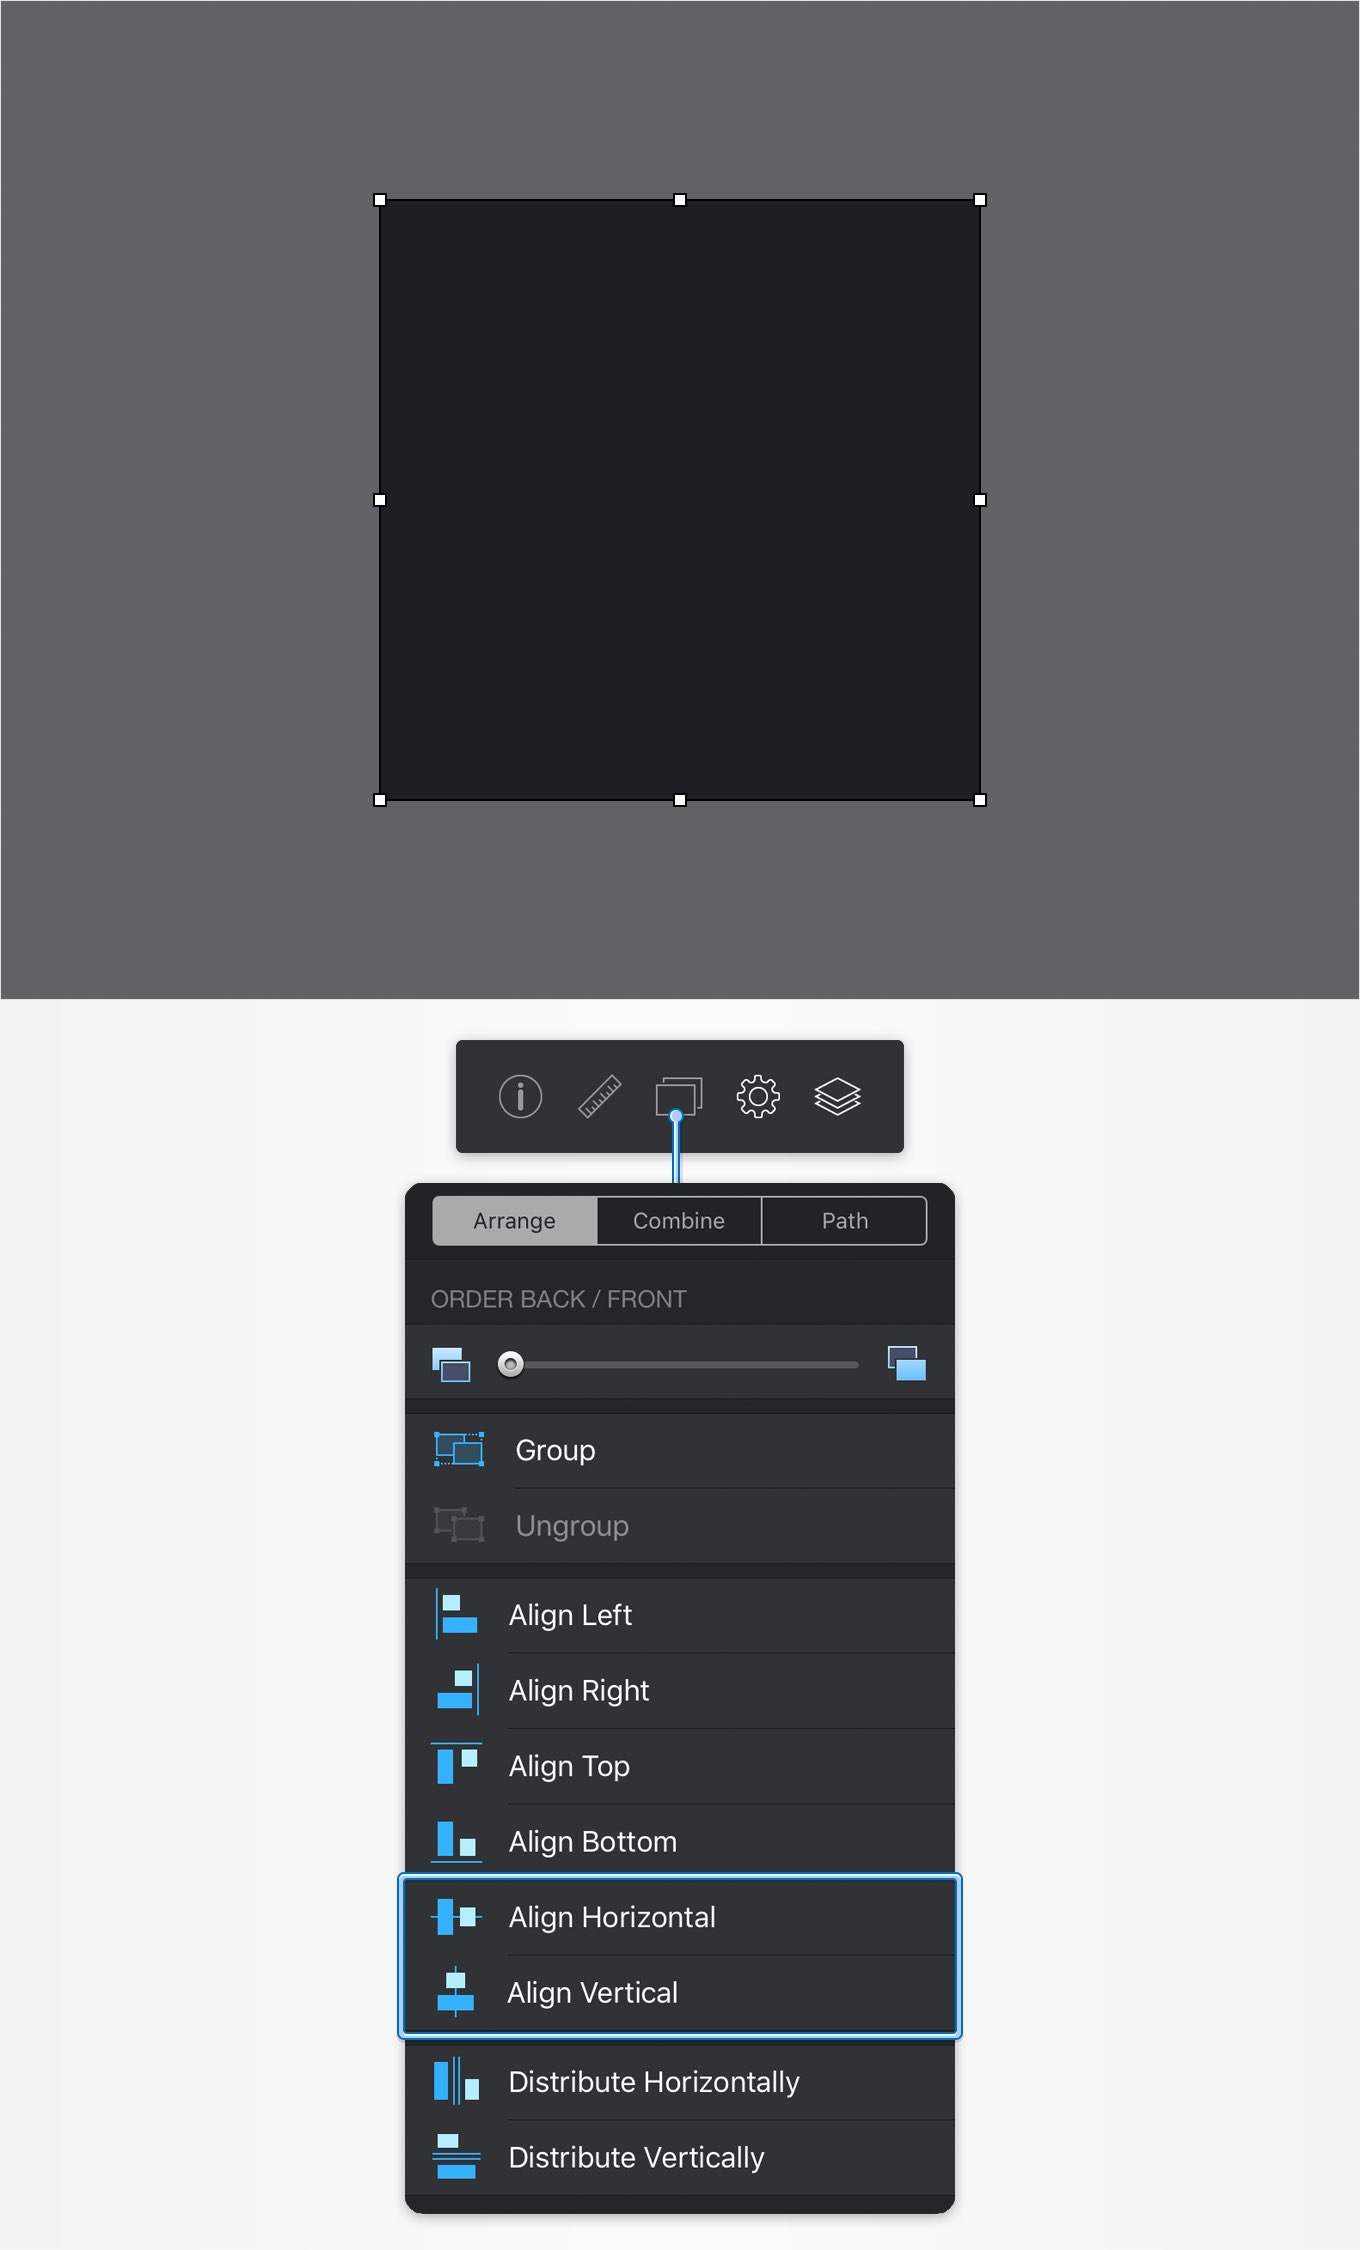 Arrange Combine Path
ORDER BACK / FRONT
Group
Ungroup
Align Left
Align Right
Align Top
Align Bottom
Align Horizontal
Align Vertical
Distribute Horizontally
Distribute Vertically